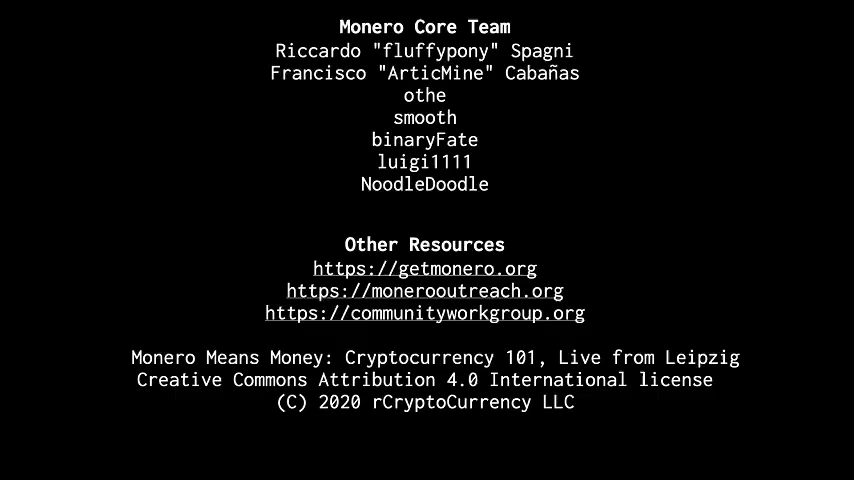 Monero Core Team
Riccardo "fluffypony" Spagni
Francisco "ArticMine" Cabañas
othe
smooth
binaryFate
luigi1111
NoodleDoodle
Other Resources
https://getmonero.org
https://monerooutreach.org
https://communityworkgroup.org
Monero Means Money: Cryptocurrency 101, Live from Leipzig
Creative Commons Attribution 4.0 International license
(C) 2020 rCryptoCurrency LLC